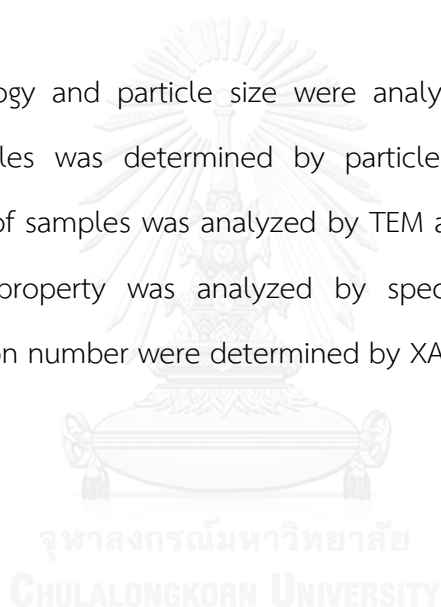 ogy and particle size were analy
les was determined by particle
of samples was analyzed by TEM a
property was analyzed by spec
on number were determined by XA
จุฬาลงกรณ์มหาวิทยาลัย
CHULALONGKORN UNIVERSITY